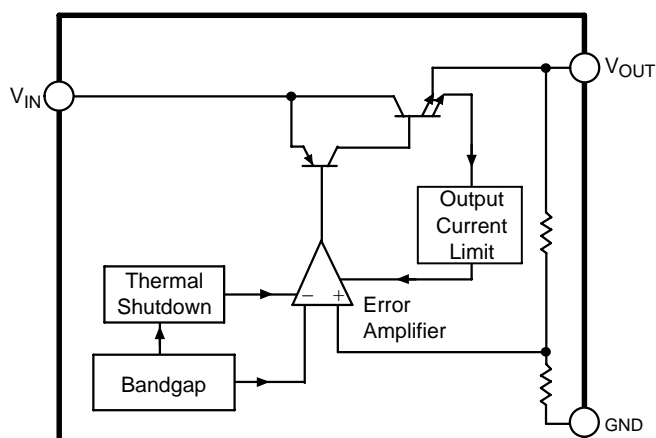 VIN
VOUT
Output
Current
Limit
Thermal
Shutdown
− +
Error
Amplifier
Bandgap
GND